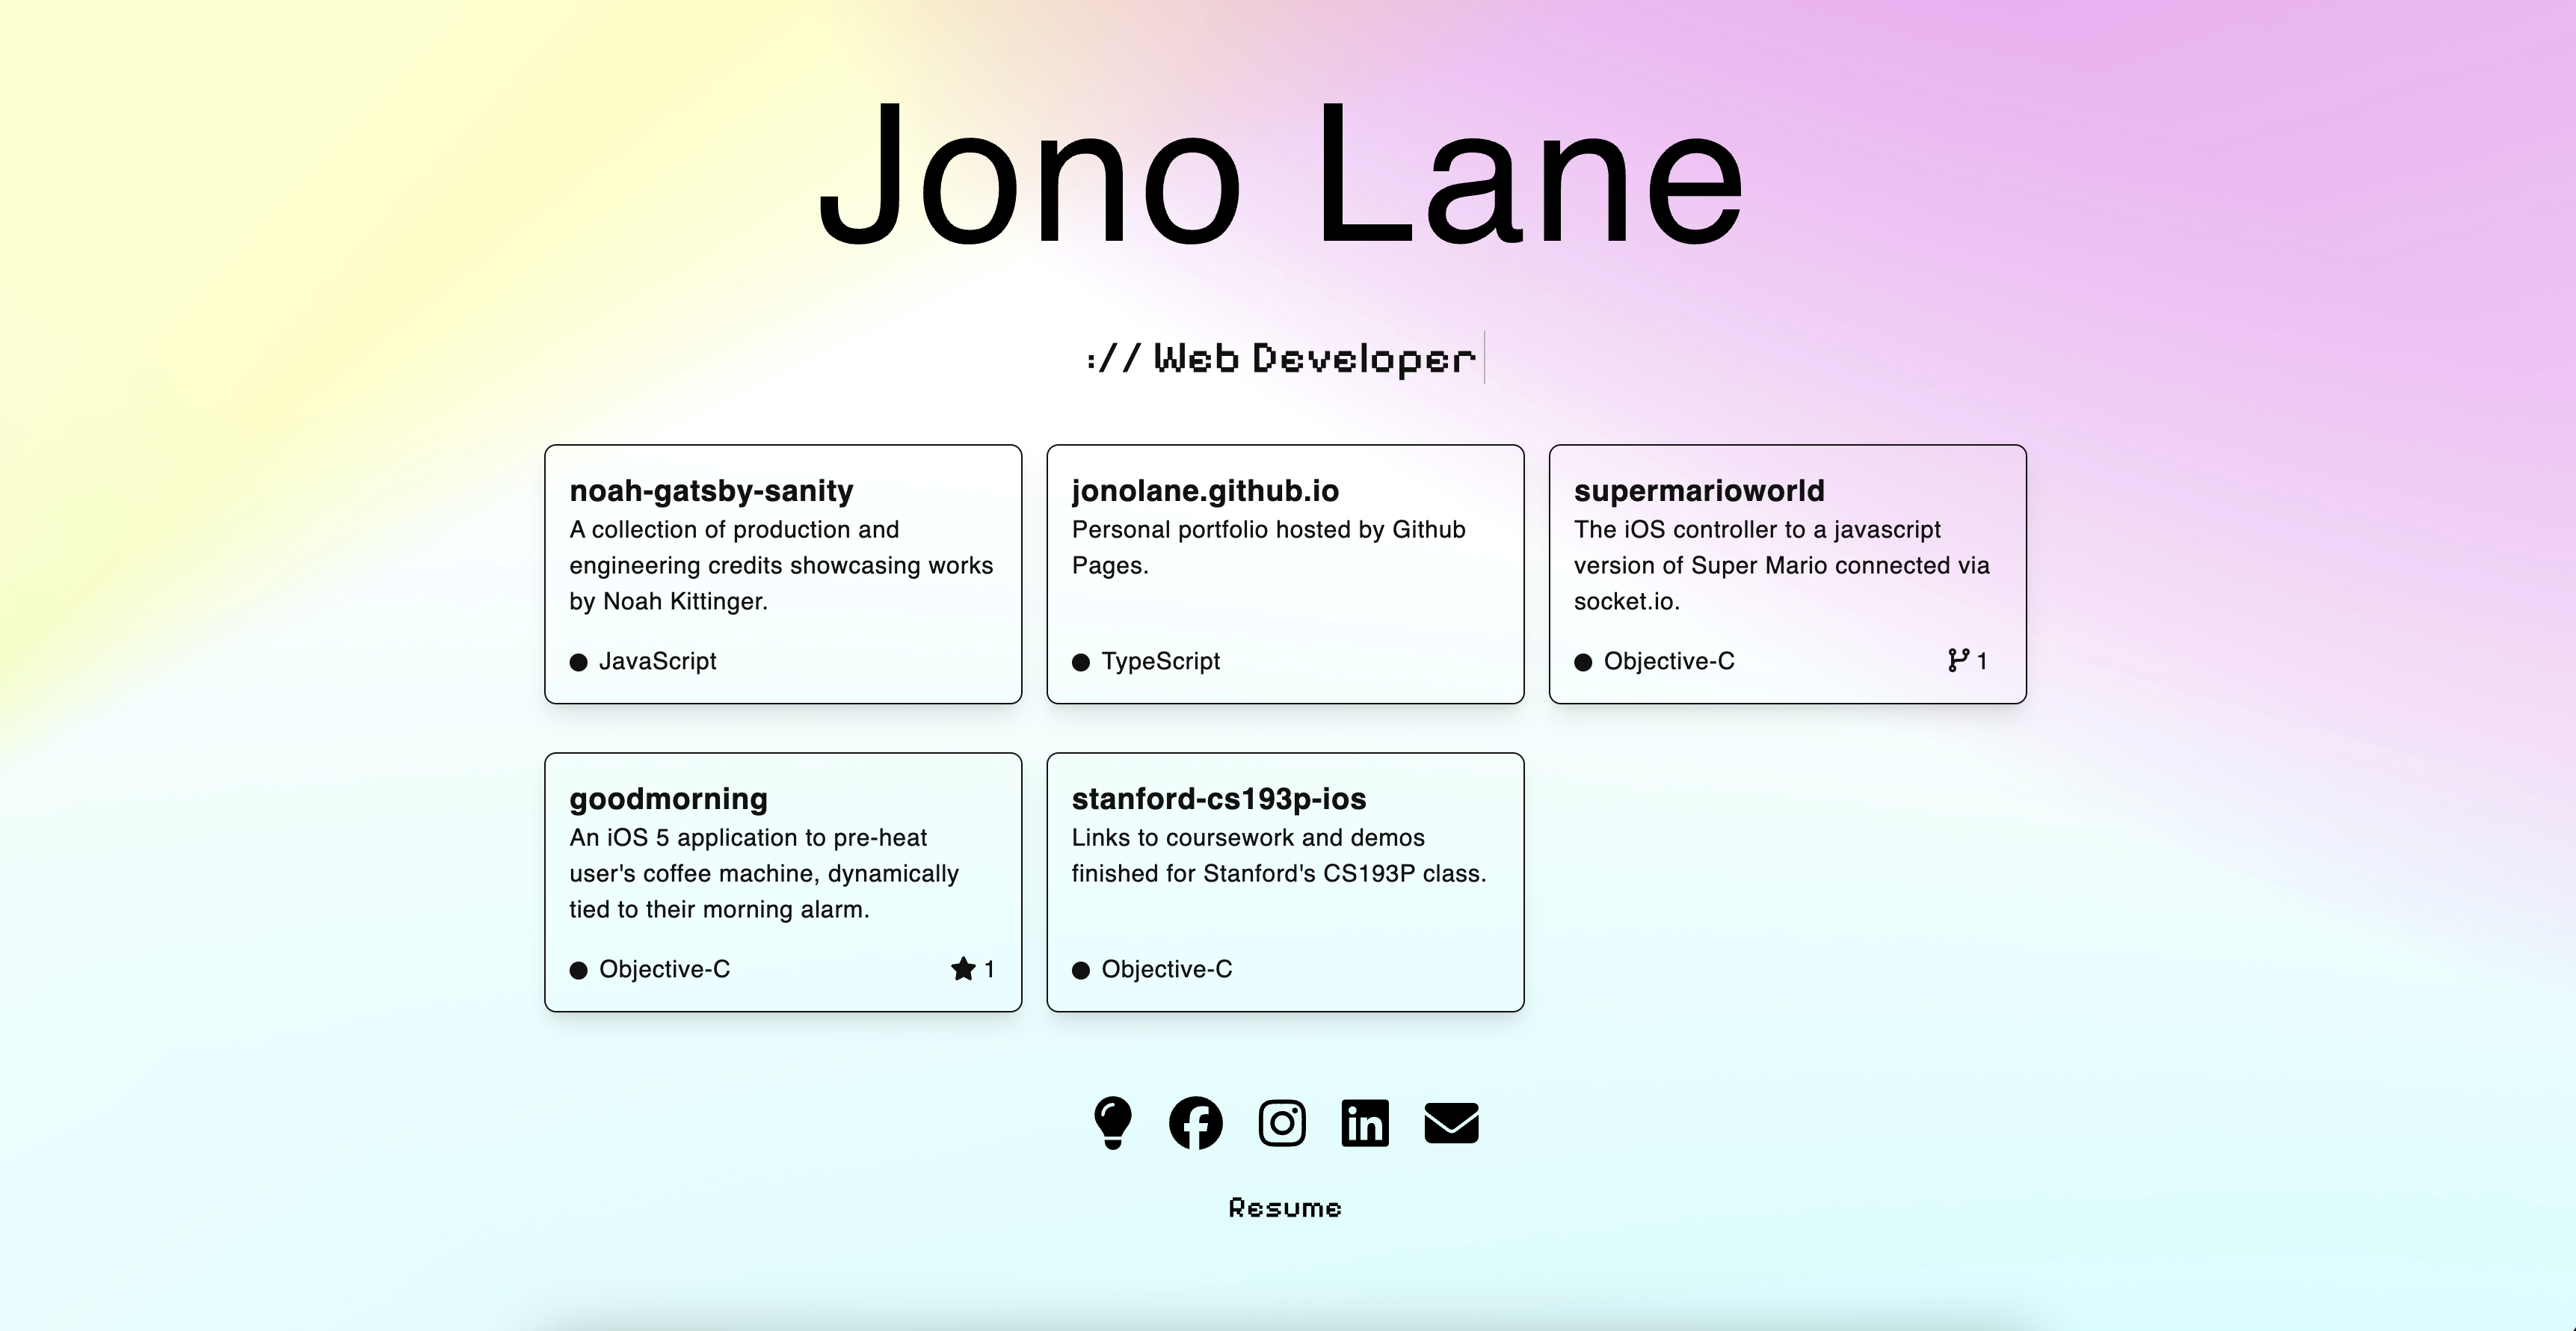 Jono Lane
:// Web Developer
noah-gatsby-sanity
A collection of production and
engineering credits showcasing works
by Noah Kittinger.
JavaScript
jonolane.github.io
Personal portfolio hosted by Github
Pages.
TypeScript
supermarioworld
The iOS controller to a javascript
version of Super Mario connected via
socket.io.
Objective-C 1
goodmorning
An iOS 5 application to pre-heat
user's coffee machine, dynamically
tied to their morning alarm.
Objective-C 1
stanford-cs193p-ios
Links to coursework and demos
finished for Stanford's CS193P class.
Objective-C
Resume